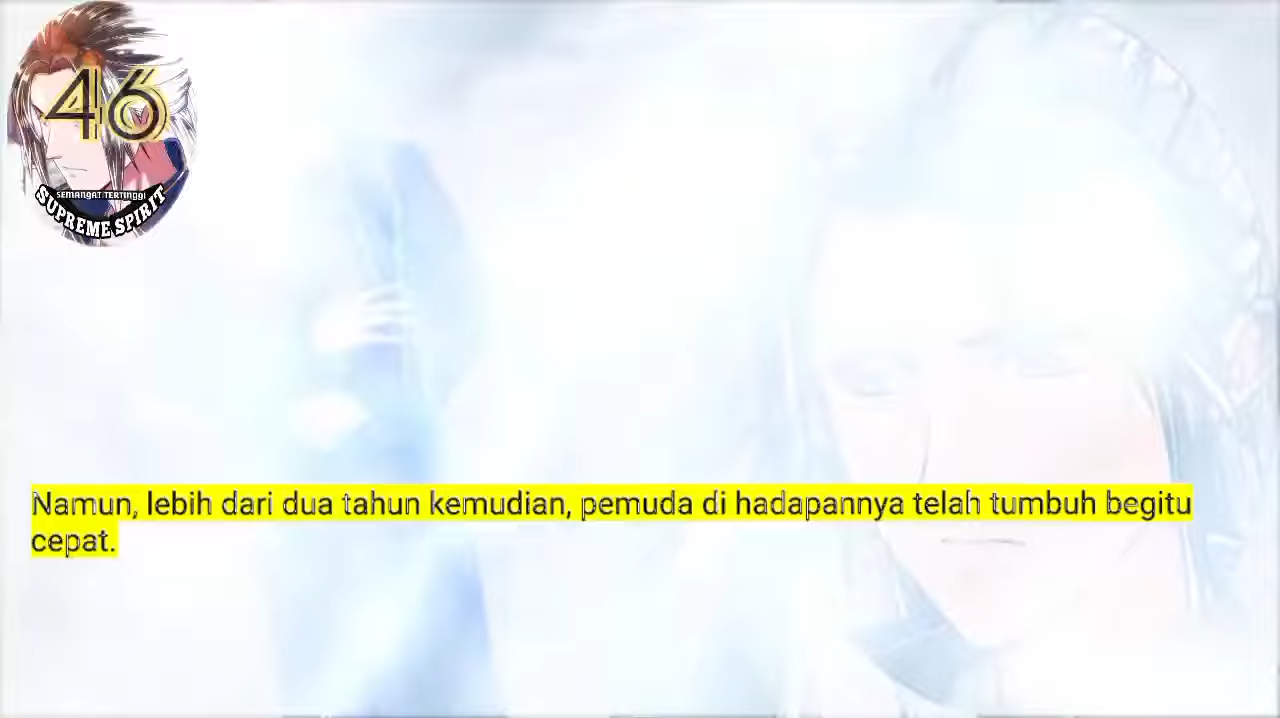 46
SEMANGAT TERTINGGI
SUPREME SPIRIT
Namun, lebih dari dua tahun kemudian, pemuda di hadapannya telah tumbuh begitu
cepat.